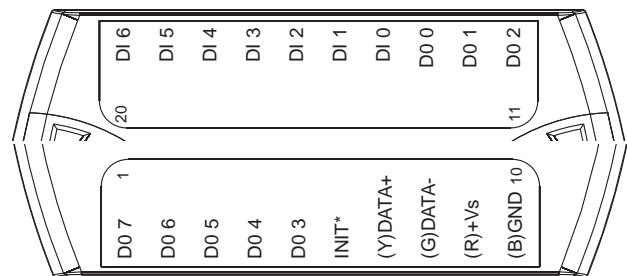 DI 6
DI 5
DI 4
DI 3
DI 2
DI 1
DI 0
D0 0
D0 1
D0 2
20
11
1
10
D0 7
D0 6
D0 5
D0 4
D0 3
INIT*
(Y)DATA+
(G)DATA-
(R)+Vs
(B)GND